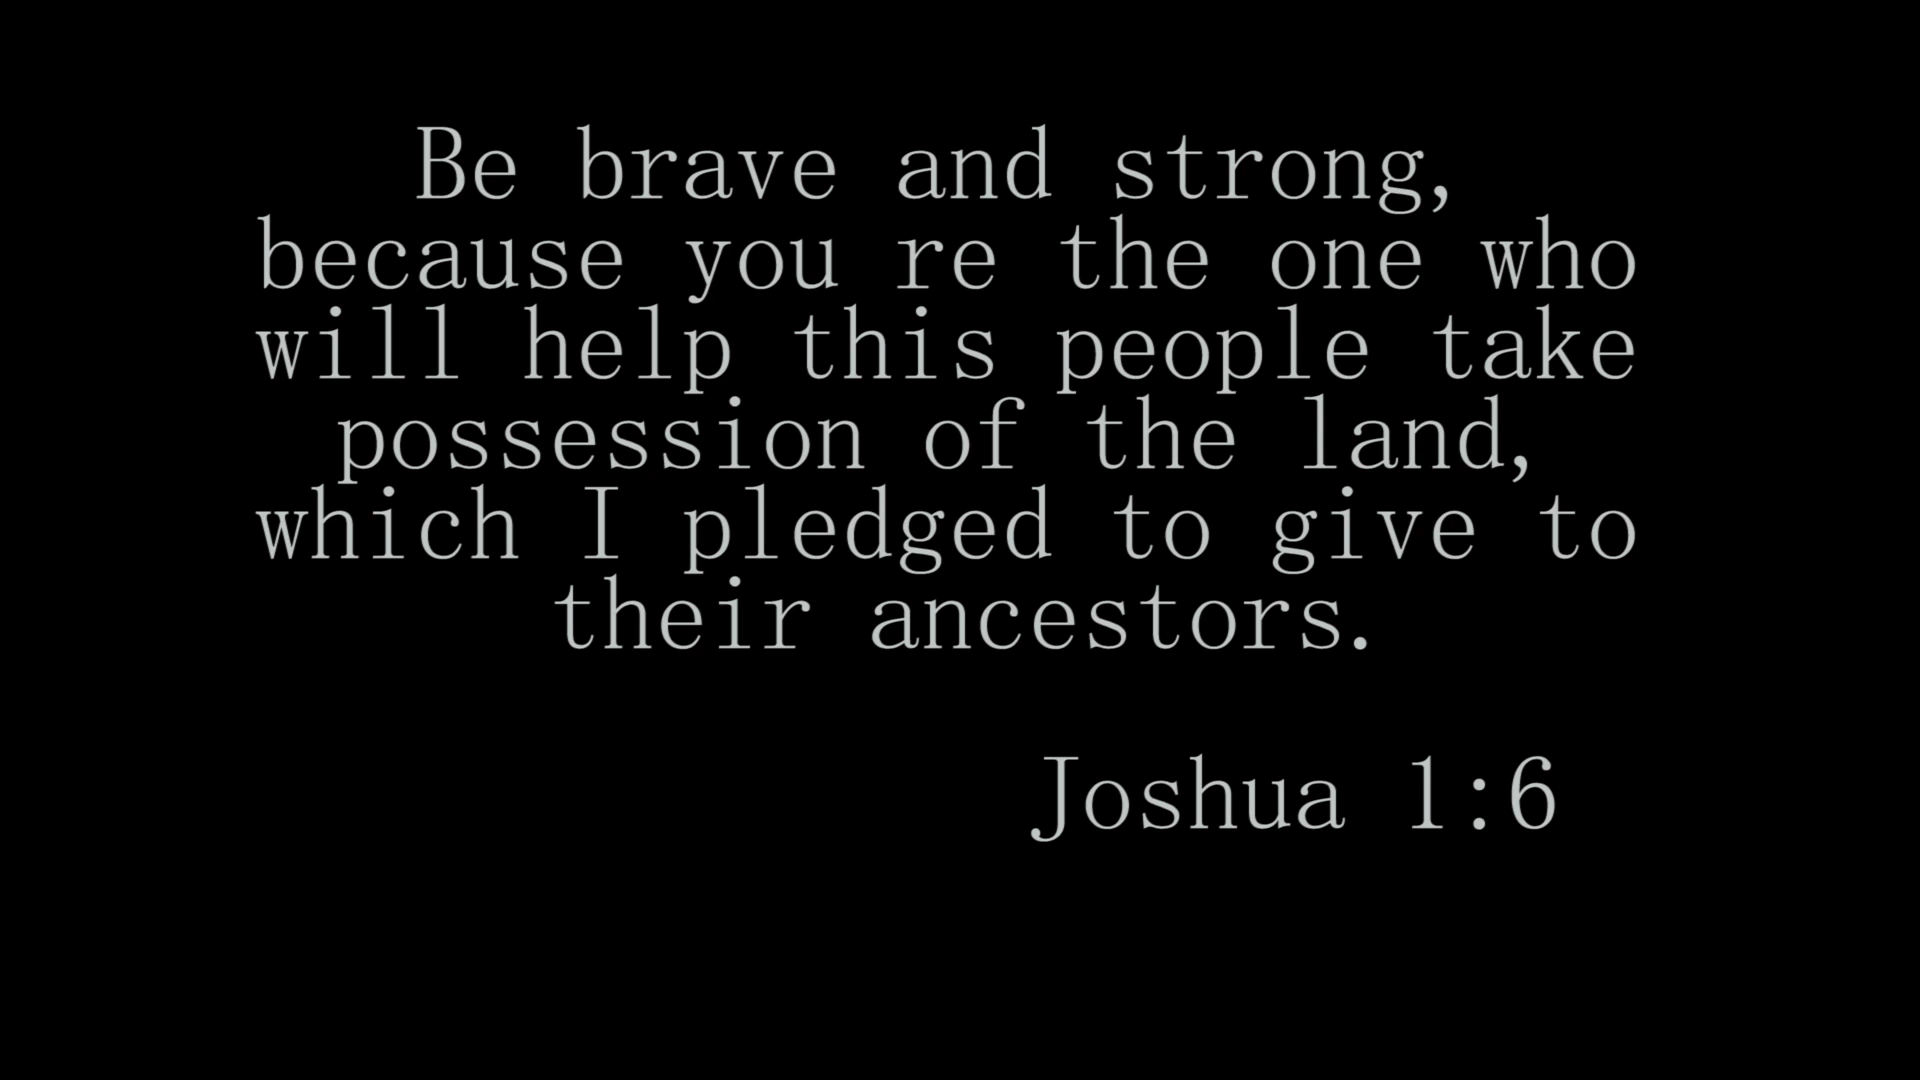 Be brave and strong,
because you re the one who
will help this people take
possession of the land,
which I pledged to give to
their ancestors.
Joshua 1:6